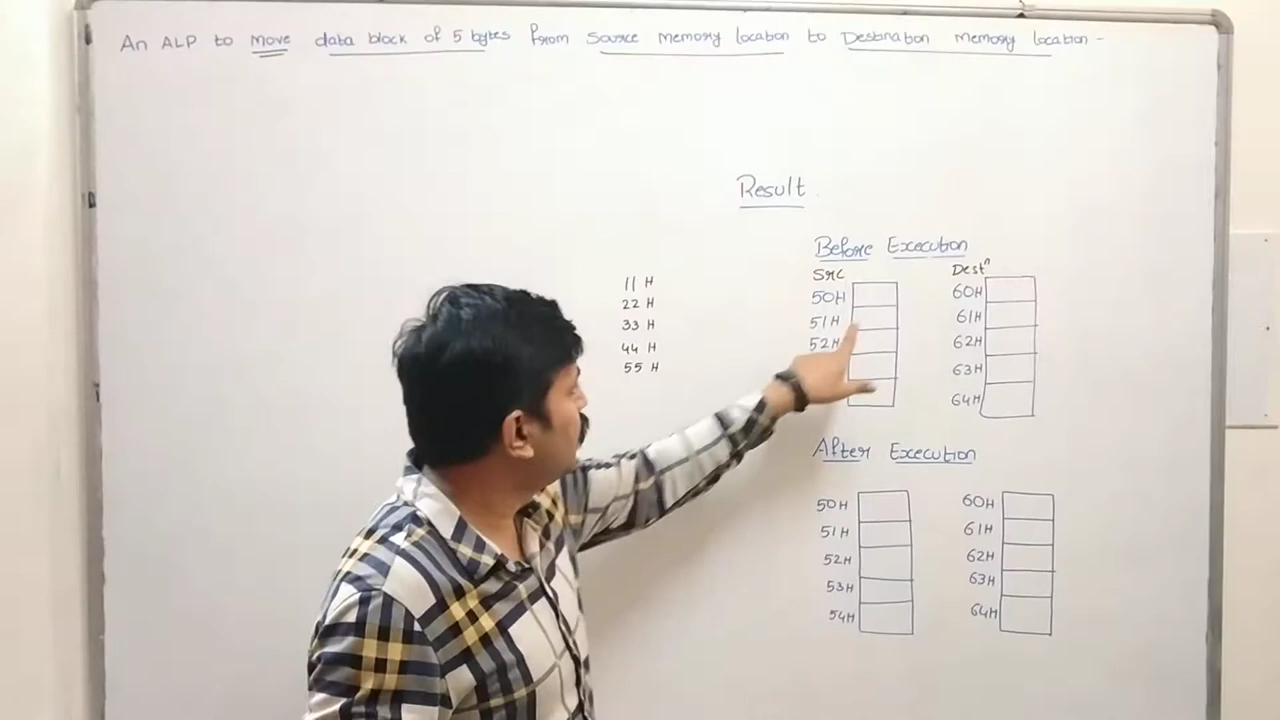 An ALP to Move data block of 5 bytes from Source memory location to Destination memory location -
Result
Before Execution
Src
50H
51H
52H
Destⁿ
60H
61H
62H
63H
64H
11 H
22 H
33 H
44 H
55 H
After Execution
50H
51H
52H
53H
54H
60H
61H
62H
63H
64H